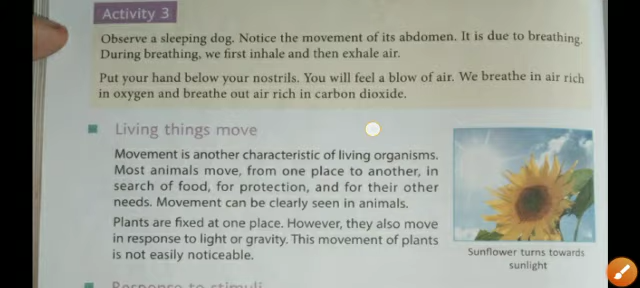 Activity 3
Observe a sleeping dog. Notice the movement of its abdomen. It is due to breathing.
During breathing, we first inhale and then exhale air.
Put your hand below your nostrils. You will feel a blow of air. We breathe in air rich
in oxygen and breathe out air rich in carbon dioxide.
Living things move
Movement is another characteristic of living organisms.
Most animals move, from one place to another, in
search of food, for protection, and for their other
needs. Movement can be clearly seen in animals.
Plants are fixed at one place. However, they also move
in response to light or gravity. This movement of plants
is not easily noticeable.
Sunflower turns towards
sunlight
Response to stimuli